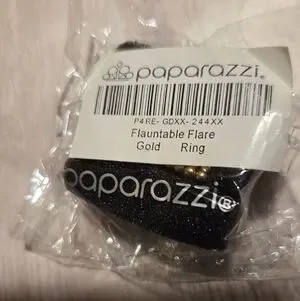 paparazzi®
P4RE-GDXX-244XX
Flauntable Flare
Gold Ring
paparazzi®